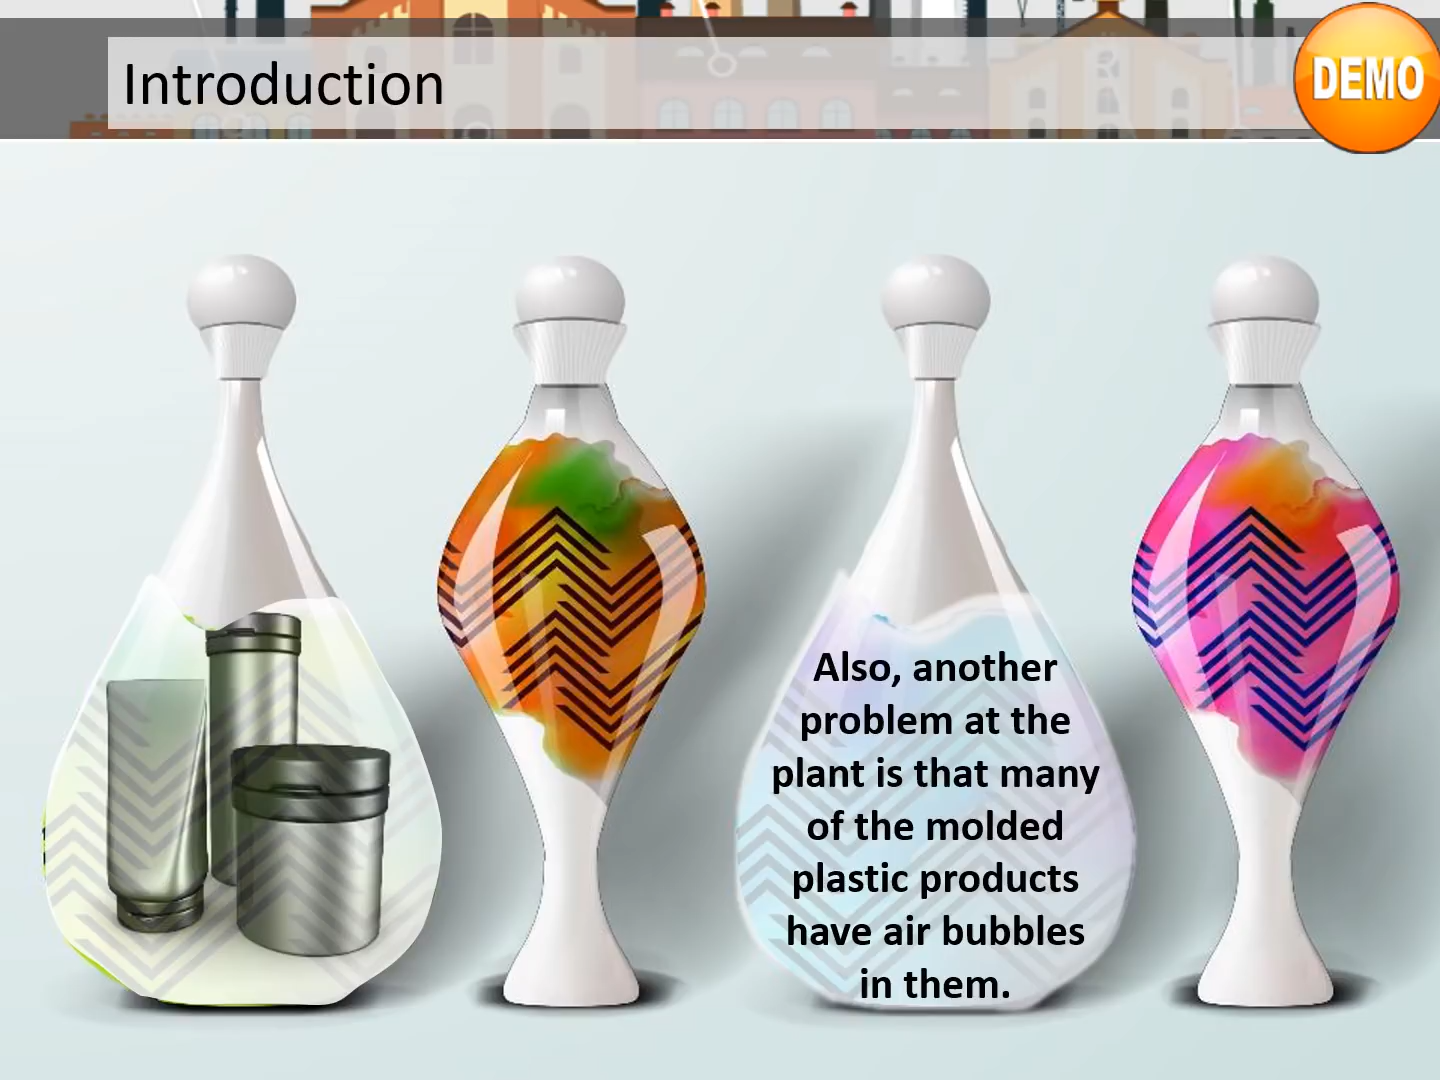 Introduction
DEMO
Also, another
problem at the
plant is that many
of the molded
plastic products
have air bubbles
in them.